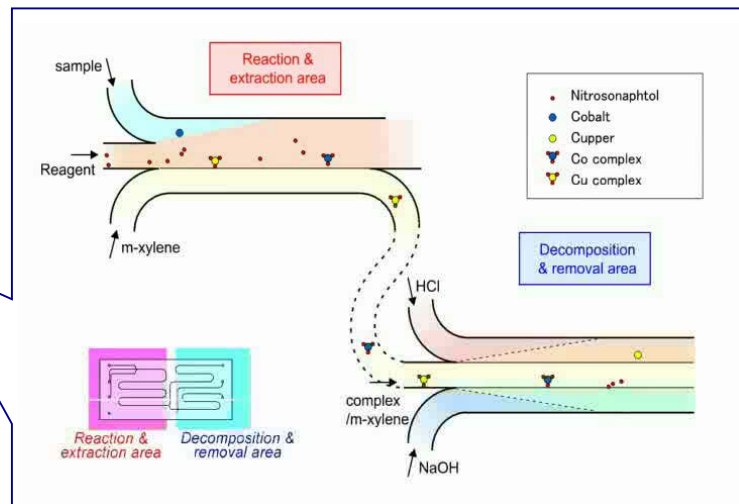 sample
Reaction &
extraction area
Nitrosonaphtol
Cobalt
Cupper
Co complex
Cu complex
Reagent
m-xylene
Decomposition
& removal area
HCl
complex
/m-xylene
NaOH
Reaction &
extraction area
Decomposition &
removal area